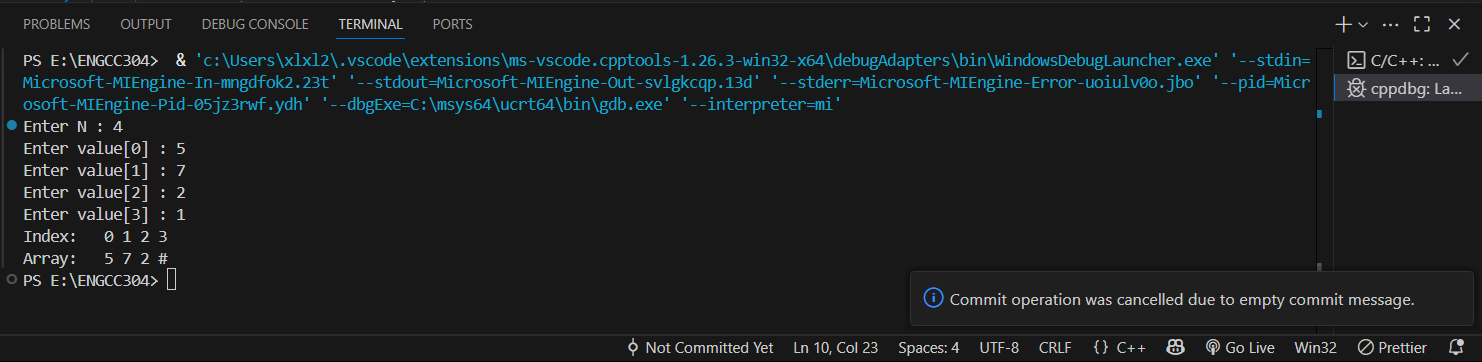 PROBLEMS OUTPUT DEBUG CONSOLE TERMINAL PORTS
PS E:\ENGCC304>  & 'c:\Users\xlxl2\.vscode\extensions\ms-vscode.cpptools-1.26.3-win32-x64\debugAdapters\bin\WindowsDebugLauncher.exe' '--stdin=
Microsoft-MIEngine-In-mngdfok2.23t' '--stdout=Microsoft-MIEngine-Out-svlgkcqp.13d' '--stderr=Microsoft-MIEngine-Error-uoiulv0o.jbo' '--pid=Micr
osoft-MIEngine-Pid-05jz3rwf.ydh' '--dbgExe=C:\msys64\ucrt64\bin\gdb.exe' '--interpreter=mi'
Enter N : 4
Enter value[0] : 5
Enter value[1] : 7
Enter value[2] : 2
Enter value[3] : 1
Index:   0 1 2 3
Array:   5 7 2 #
PS E:\ENGCC304>
C/C++: ...
cppdbg: La...
Commit operation was cancelled due to empty commit message.
Not Committed Yet Ln 10, Col 23 Spaces: 4 UTF-8 CRLF {} C++ Go Live Win32 Prettier